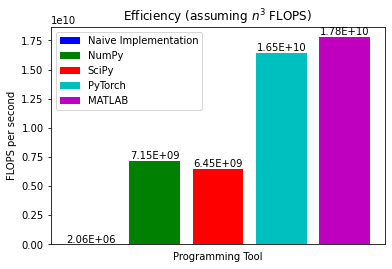 Efficiency (assuming n³ FLOPS)
1e10
1.75
1.50
1.25
1.00
0.75
0.50
0.25
0.00
FLOPS per second
Naive Implementation
NumPy
SciPy
PyTorch
MATLAB
2.06E+06
7.15E+09
6.45E+09
1.65E+10
1.78E+10
Programming Tool